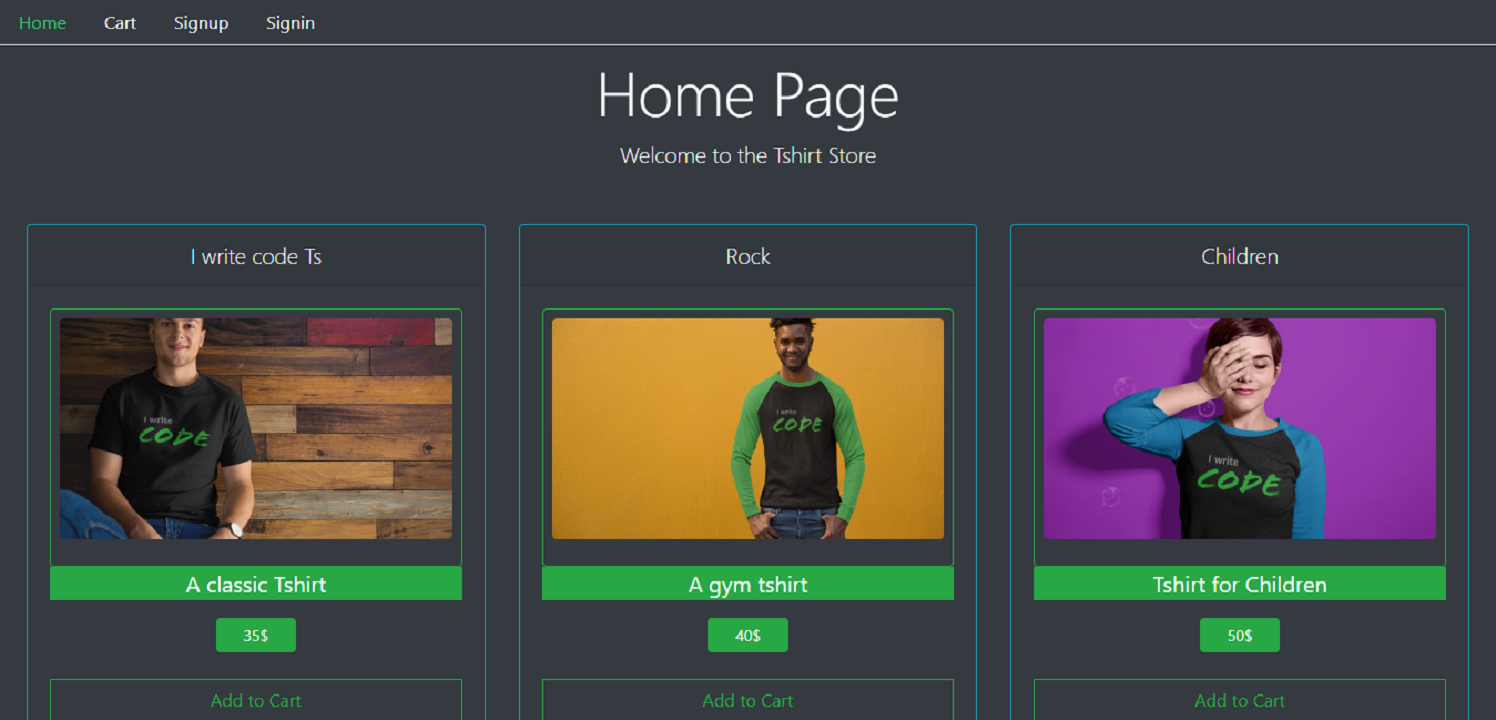 Home Cart Signup Signin
Home Page
Welcome to the Tshirt Store
I write code Ts
I write
CODE
A classic Tshirt
35$
Add to Cart
Rock
I write
CODE
A gym tshirt
40$
Add to Cart
Children
I write
CODE
Tshirt for Children
50$
Add to Cart